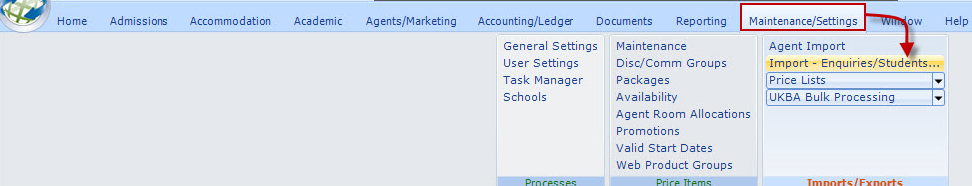 Home Admissions Accommodation Academic Agents/Marketing Accounting/Ledger Documents Reporting Maintenance/Settings Window Help
General Settings
User Settings
Task Manager
Schools
Processes
Maintenance
Disc/Comm Groups
Packages
Availability
Agent Room Allocations
Promotions
Valid Start Dates
Web Product Groups
Price Items
Agent Import
Import - Enquiries/Students...
Price Lists
UKBA Bulk Processing
Imports/Exports